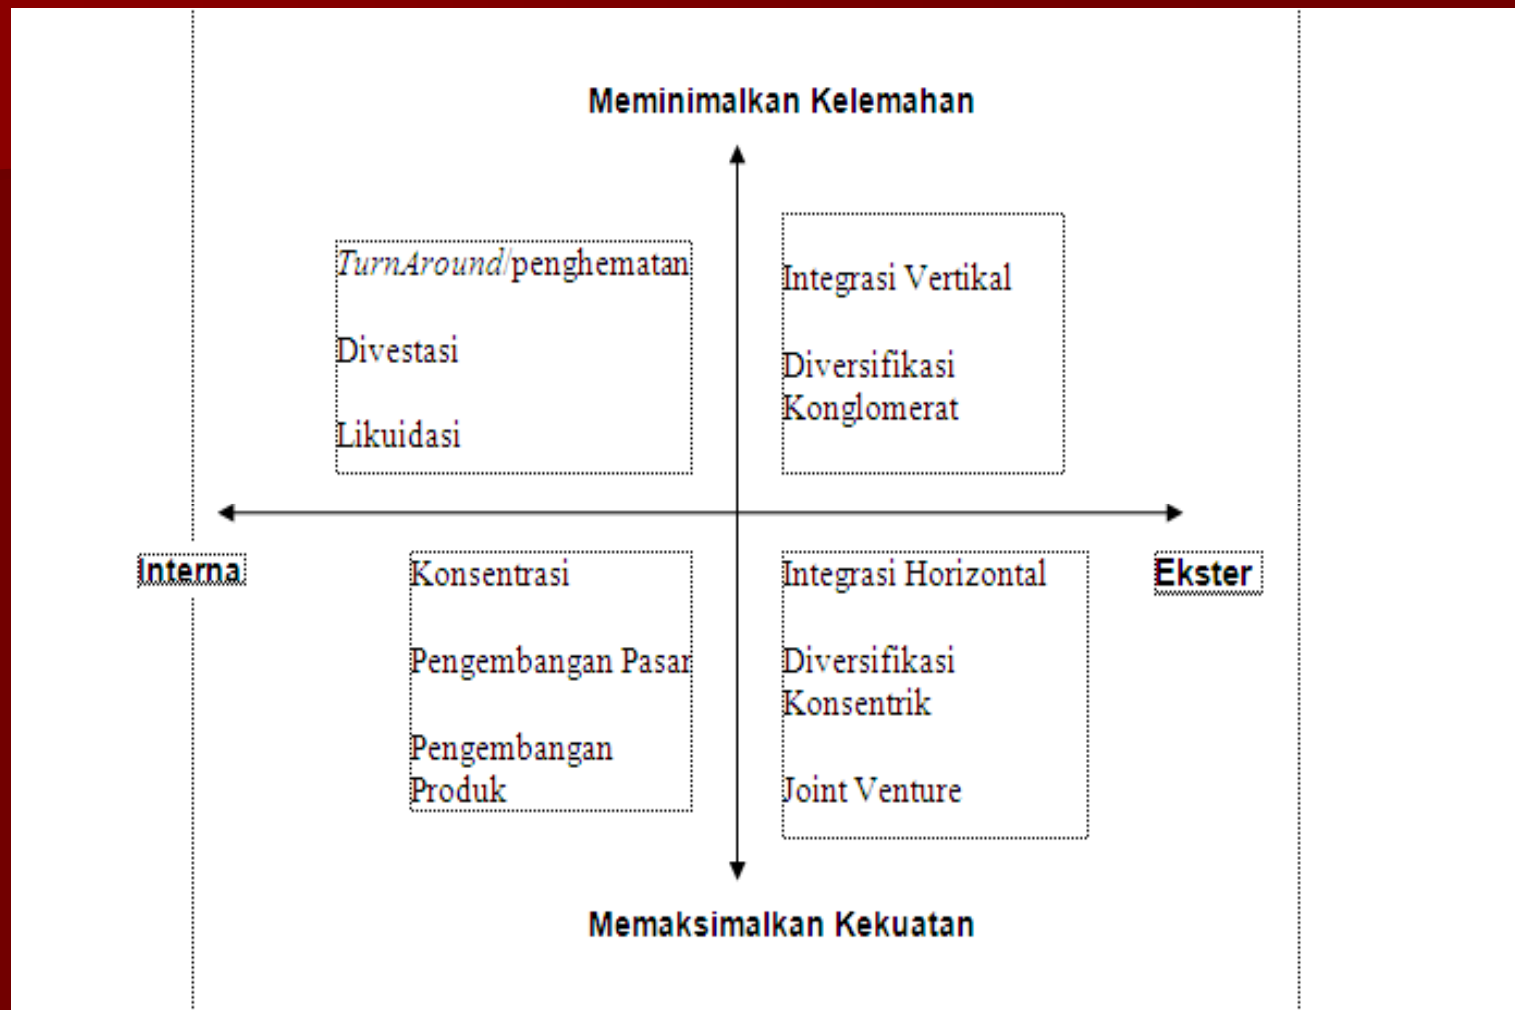 Meminimalkan Kelemahan
TurnAround/penghematan
Divestasi
Likuidasi
Integrasi Vertikal
Diversifikasi
Konglomerat
Interna
Ekster
Konsentrasi
Pengembangan Pasar
Pengembangan
Produk
Integrasi Horizontal
Diversifikasi
Konsentrik
Joint Venture
Memaksimalkan Kekuatan